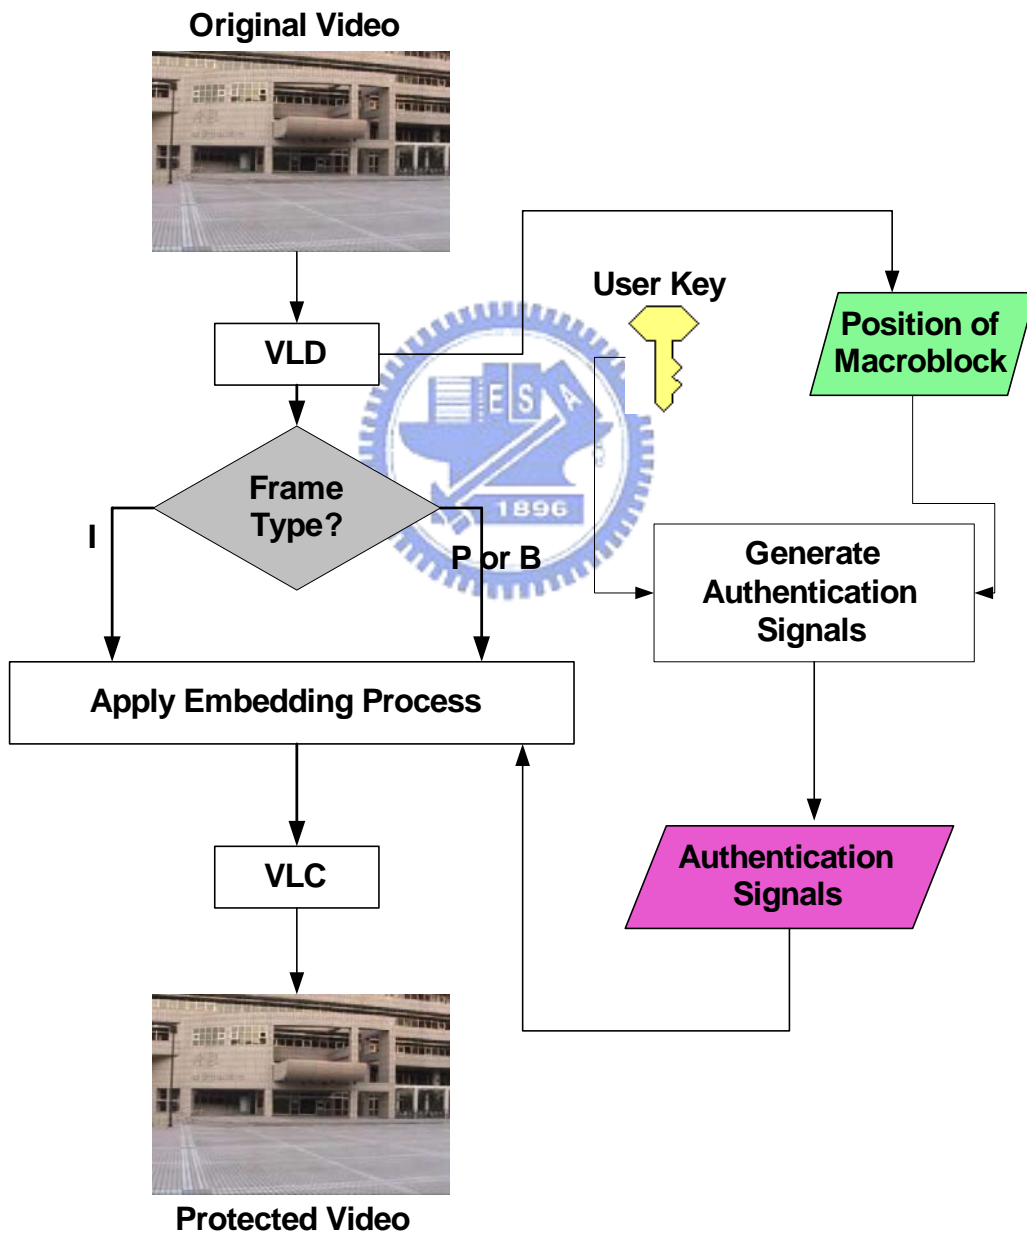 Original Video
User Key
Position of
Macroblock
VLD
E S A
1896
Frame
Type?
I
P or B
Generate
Authentication
Signals
Apply Embedding Process
VLC
Authentication
Signals
Protected Video